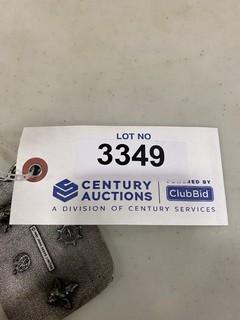 LOT NO
3349
CENTURY AUCTIONS
POWERED BY ClubBid
A DIVISION OF CENTURY SERVICES